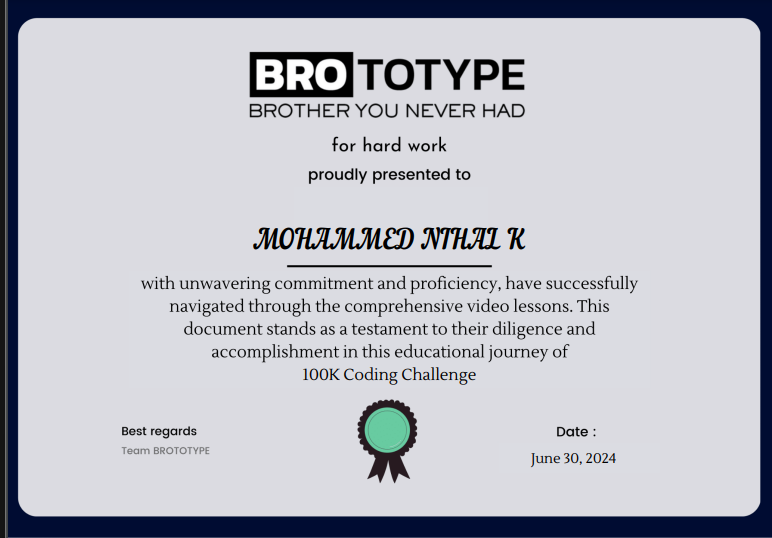 BROTOTYPE
BROTHER YOU NEVER HAD
for hard work
proudly presented to
MOHAMMED NIHAL K
with unwavering commitment and proficiency, have successfully
navigated through the comprehensive video lessons. This
document stands as a testament to their diligence and
accomplishment in this educational journey of
100K Coding Challenge
Best regards
Team BROTOTYPE
Date :
June 30, 2024